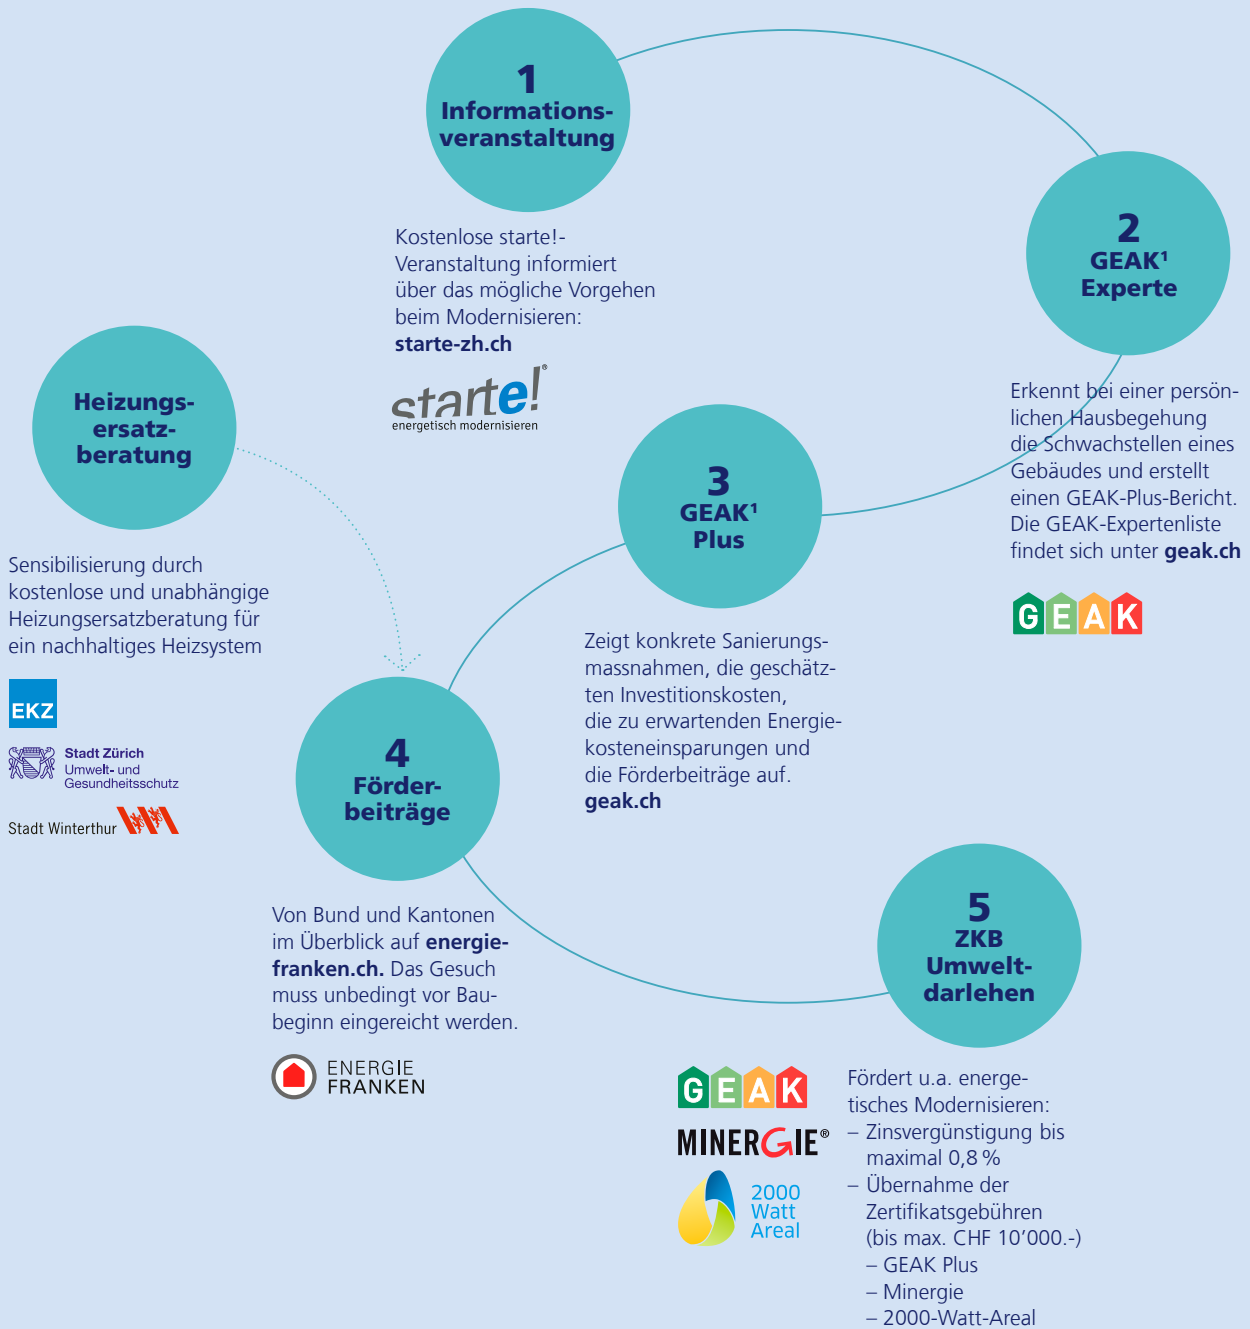 1
Informations-
veranstaltung
Kostenlose starte!-
Veranstaltung informiert
über das mögliche Vorgehen
beim Modernisieren:
starte-zh.ch
starte!®
energetisch modernisieren
2
GEAK¹
Experte
Erkennt bei einer persön-
lichen Hausbegehung
die Schwachstellen eines
Gebäudes und erstellt
einen GEAK-Plus-Bericht.
Die GEAK-Expertenliste
findet sich unter geak.ch
GEAK
Heizungs-
ersatz-
beratung
Sensibilisierung durch
kostenlose und unabhängige
Heizungsersatzberatung für
ein nachhaltiges Heizsystem
EKZ
Stadt Zürich
Umwelt- und
Gesundheitsschutz
Stadt Winterthur
3
GEAK¹
Plus
Zeigt konkrete Sanierungs-
massnahmen, die geschätz-
ten Investitionskosten,
die zu erwartenden Energie-
kosteneinsparungen und
die Förderbeiträge auf.
geak.ch
4
Förder-
beiträge
Von Bund und Kantonen
im Überblick auf energie-
franken.ch. Das Gesuch
muss unbedingt vor Bau-
beginn eingereicht werden.
ENERGIE
FRANKEN
5
ZKB
Umwelt-
darlehen
GEAK
MINERGIE®
2000
Watt
Areal
Fördert u.a. energe-
tisches Modernisieren:
– Zinsvergünstigung bis
maximal 0,8 %
– Übernahme der
Zertifikatsgebühren
(bis max. CHF 10’000.-)
– GEAK Plus
– Minergie
– 2000-Watt-Areal